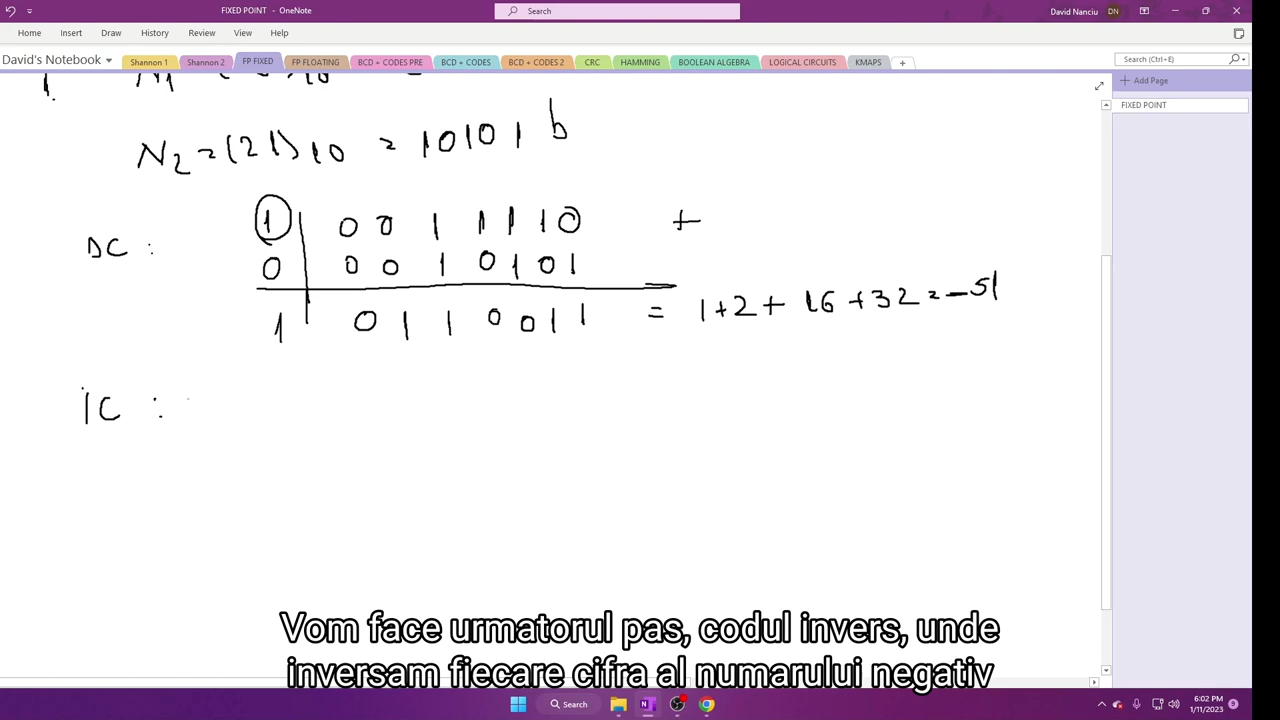 FIXED POINT - OneNote
Search
David Nanciu DN
Home Insert Draw History Review View Help
David's Notebook
Shannon 1 Shannon 2 FP FIXED FP FLOATING BCD + CODES PRE BCD + CODES BCD + CODES 2 CRC HAMMING BOOLEAN ALGEBRA LOGICAL CIRCUITS KMAPS
Search (Ctrl+E)
Add Page
FIXED POINT
N2 = (21)10 = 10101 b
1 | 0 0 1 1 1 1 0 +
DC :
0 | 0 0 1 0 1 0 1
1 0 1 1 0 0 1 1 = 1+2+16+32 = -51
IC :
Vom face urmatorul pas, codul invers, unde
inversam fiecare cifra al numarului negativ
Search
6:02 PM
1/11/2023